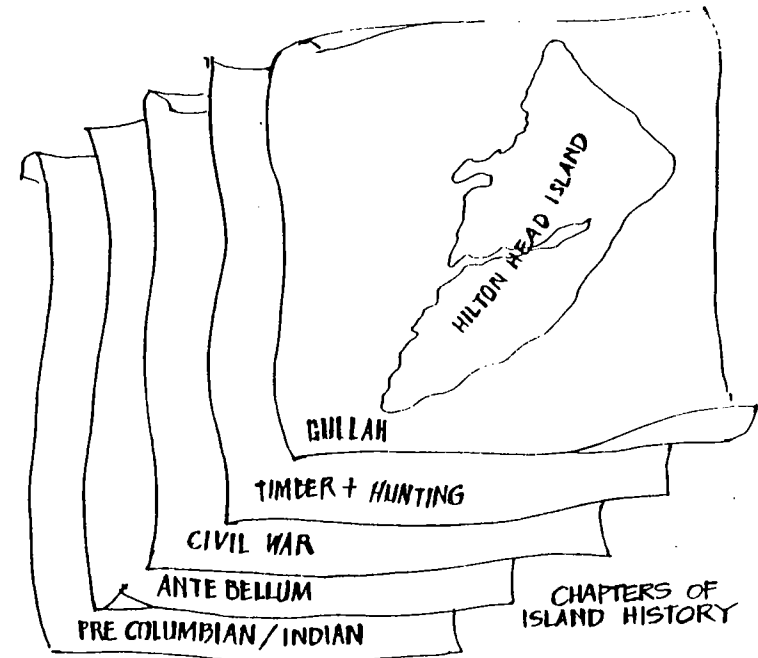 HILTON HEAD ISLAND
GULLAH
TIMBER + HUNTING
CIVIL WAR
ANTE BELLUM
PRE COLUMBIAN / INDIAN
CHAPTERS OF
ISLAND HISTORY